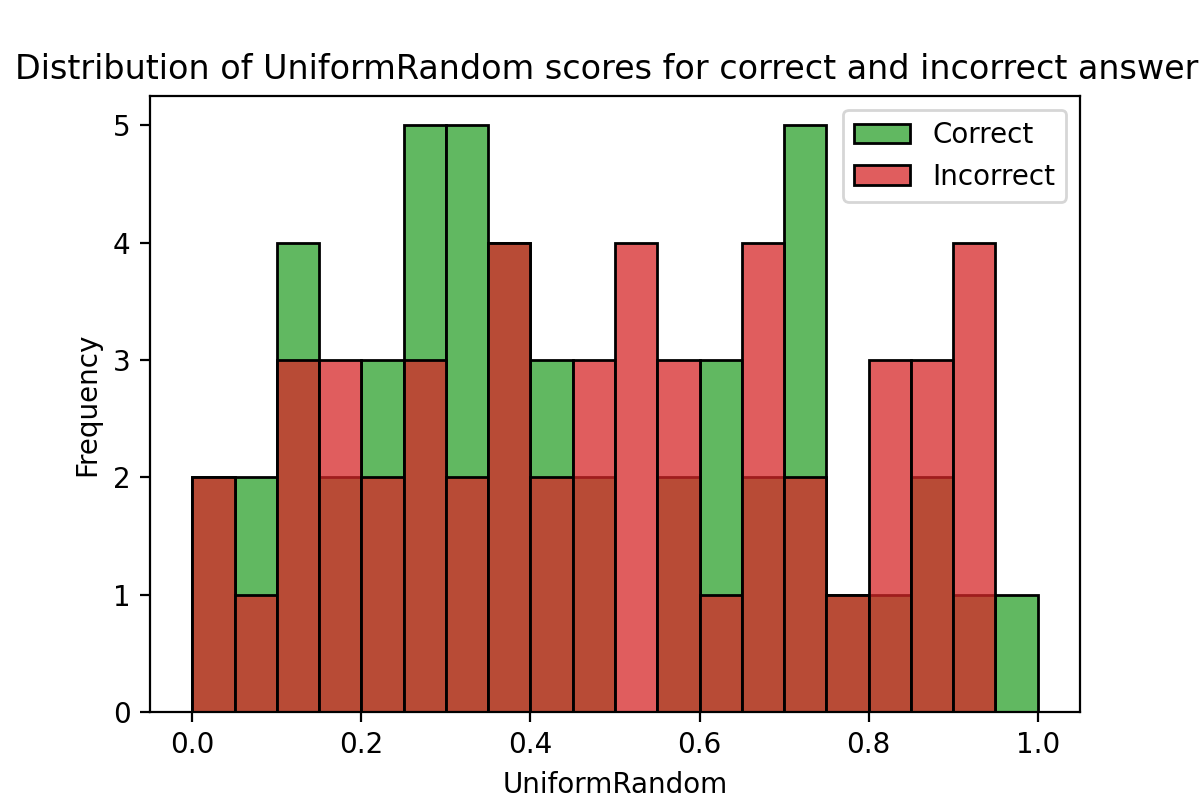 Distribution of UniformRandom scores for correct and incorrect answer
Correct
Incorrect
Frequency
5
4
3
2
1
0
0.0 0.2 0.4 0.6 0.8 1.0
UniformRandom